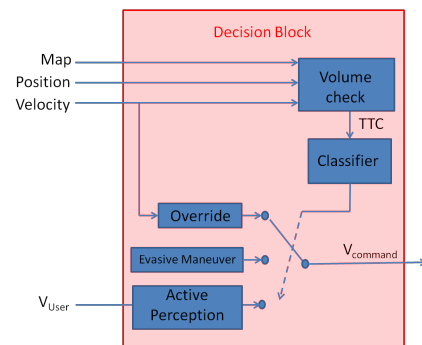 Decision Block
Map
Position
Velocity
Volume
check
TTC
Classifier
Override
Evasive Maneuver
Vcommand
VUser
Active
Perception